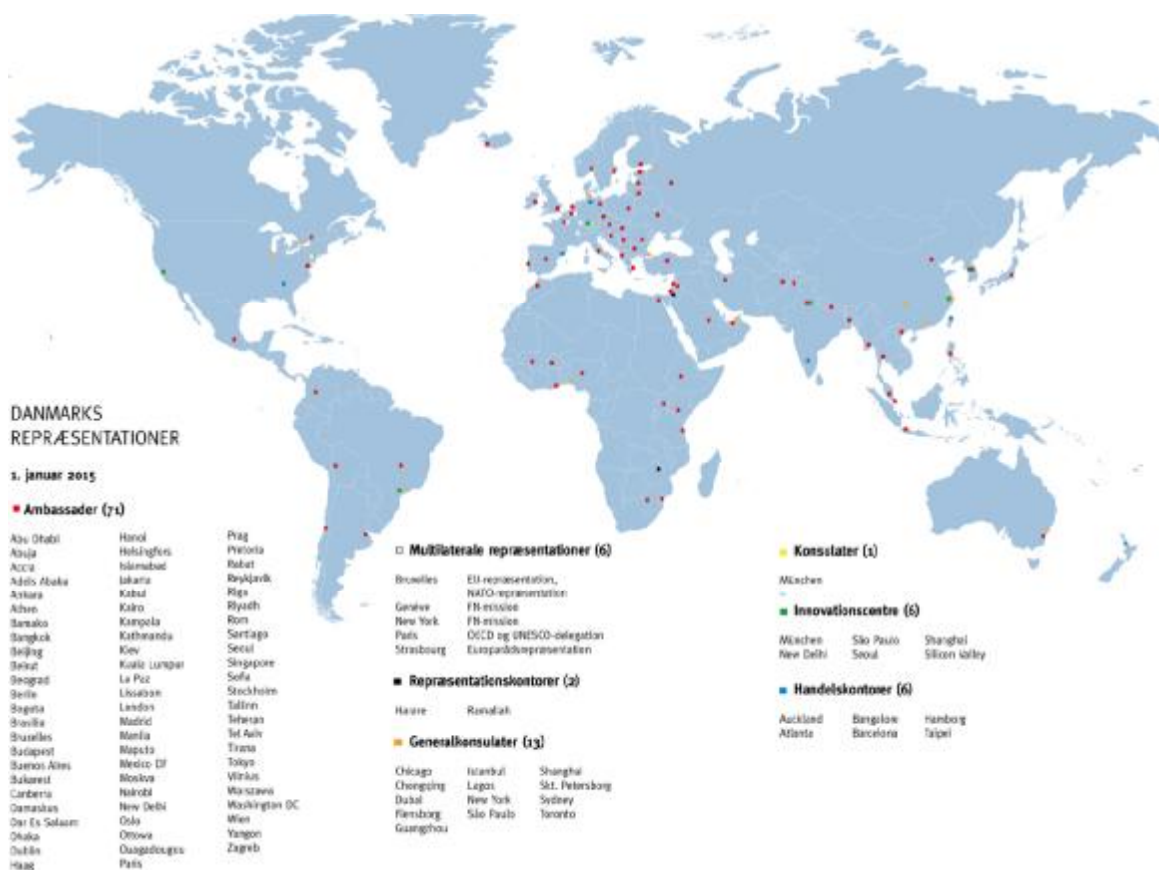 DANMARKS
REPRÆSENTATIONER
1. januar 2015
Ambassader (71)
Abu Dhabi
Abuja
Accra
Addis Ababa
Ankara
Athen
Bamako
Bangkok
Beijing
Beirut
Beograd
Berlin
Bogota
Brasilia
Bruxelles
Budapest
Buenos Aires
Bukarest
Canberra
Damaskus
Dar Es Salaam
Dhaka
Dublin
Haag
Hanoi
Helsingfors
Islamabad
Jakarta
Kabul
Kairo
Kampala
Kathmandu
Kiev
Kuala Lumpur
La Paz
Lissabon
London
Madrid
Manila
Maputo
Mexico DF
Moskva
Nairobi
New Delhi
Oslo
Ottawa
Ouagadougou
Paris
Prag
Pretoria
Rabat
Reykjavik
Riga
Riyadh
Rom
Santiago
Seoul
Singapore
Sofia
Stockholm
Tallinn
Teheran
Tel Aviv
Tirana
Tokyo
Vilnius
Warszawa
Washington DC
Wien
Yangon
Zagreb
Multilaterale repræsentationer (6)
Bruxelles EU-repræsentation,
NATO-repræsentation
Genève FN-mission
New York FN-mission
Paris OECD og UNESCO-delegation
Strasbourg Europarådsrepræsentation
Repræsentationskontorer (2)
Harare Ramallah
Generalkonsulater (13)
Chicago Istanbul Shanghai
Chongqing Lagos Skt. Petersborg
Dubai New York Sydney
Flensborg São Paulo Toronto
Guangzhou
Konsulater (1)
München
Innovationscentre (6)
München São Paulo Shanghai
New Delhi Seoul Silicon Valley
Handelskontorer (6)
Auckland Bangalore Hamborg
Atlanta Barcelona Taipei